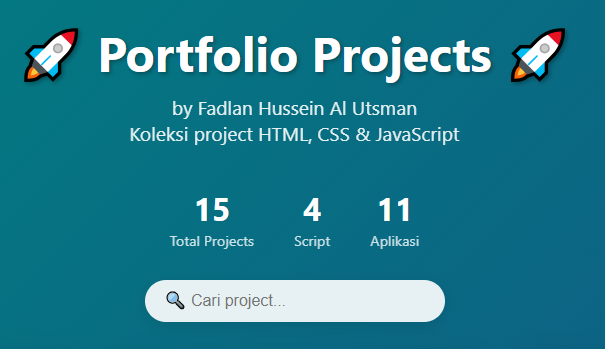 🚀 Portfolio Projects 🚀
by Fadlan Hussein Al Utsman
Koleksi project HTML, CSS & JavaScript
15 4 11
Total Projects Script Aplikasi
🔍 Cari project...